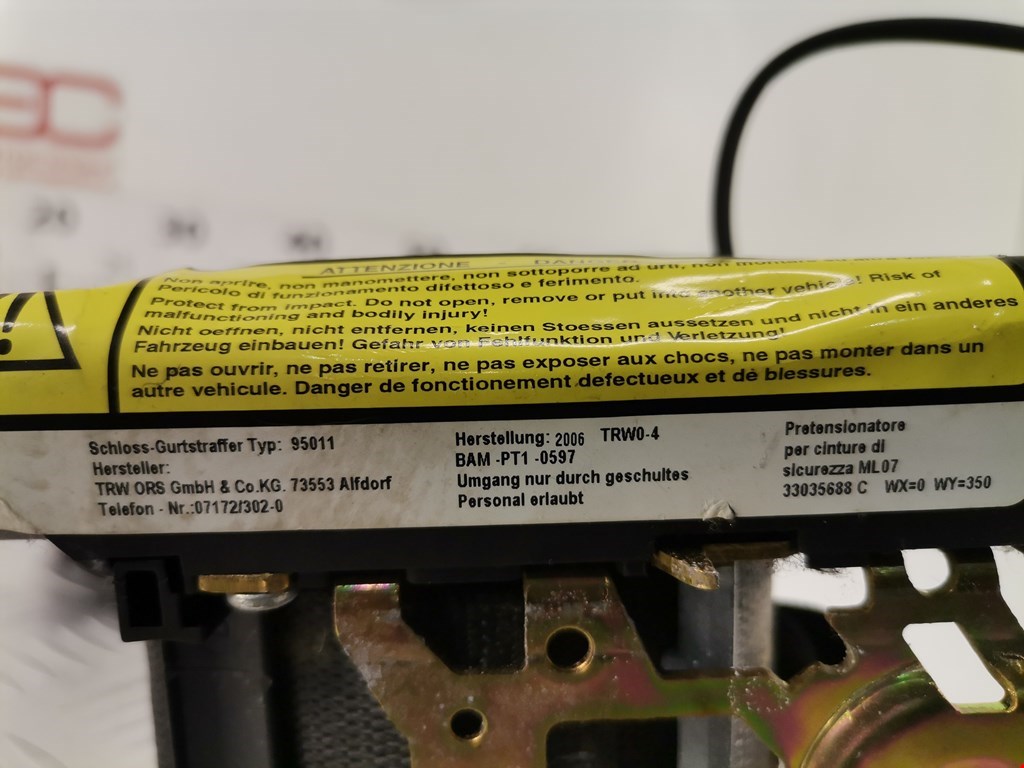 20 30
ATTENZIONE -
Non aprire, non manomettere, non sottoporre ad urti, non
Pericolo di funzionamento difettoso e ferimento.
Protect from impact. Do not open, remove or put into another vehicle! Risk of
malfunctioning and bodily injury!
Nicht oeffnen, nicht entfernen, keinen Stoessen aussetzen und nicht in ein anderes
Fahrzeug einbauen! Gefahr von Fehlfunktion und Verletzung!
Ne pas ouvrir, ne pas retirer, ne pas exposer aux chocs, ne pas monter dans un
autre vehicule. Danger de fonctionement defectueux et de blessures.
Schloss-Gurtstraffer Typ: 95011
Hersteller:
TRW ORS GmbH & Co.KG. 73553 Alfdorf
Telefon - Nr.:07172/302-0
Herstellung: 2006 TRW0-4
BAM -PT1 -0597
Umgang nur durch geschultes
Personal erlaubt
Pretensionatore
per cinture di
sicurezza ML07
33035688 C WX=0 WY=350